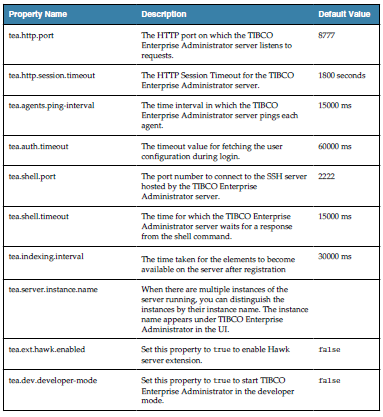 Property Name Description Default Value
tea.http.port The HTTP port on which the TIBCO 8777
Enterprise Administrator server listens to
requests.
tea.http.session.timeout The HTTP Session Timeout for the TIBCO 1800 seconds
Enterprise Administrator server.
tea.agents.ping-interval The time interval in which the TIBCO 15000 ms
Enterprise Administrator server pings each
agent.
tea.auth.timeout The timeout value for fetching the user 60000 ms
configuration during login.
tea.shell.port The port number to connect to the SSH server 2222
hosted by the TIBCO Enterprise
Administrator server.
tea.shell.timeout The time for which the TIBCO Enterprise 15000 ms
Administrator server waits for a response
from the shell command.
tea.indexing.interval The time taken for the elements to become 30000 ms
available on the server after registration
tea.server.instance.name When there are multiple instances of the
server running, you can distinguish the
instances by their instance name. The instance
name appears under TIBCO Enterprise
Administrator in the UI.
tea.ext.hawk.enabled Set this property to true to enable Hawk false
server extension.
tea.dev.developer-mode Set this property to true to start TIBCO false
Enterprise Administrator in the developer
mode.